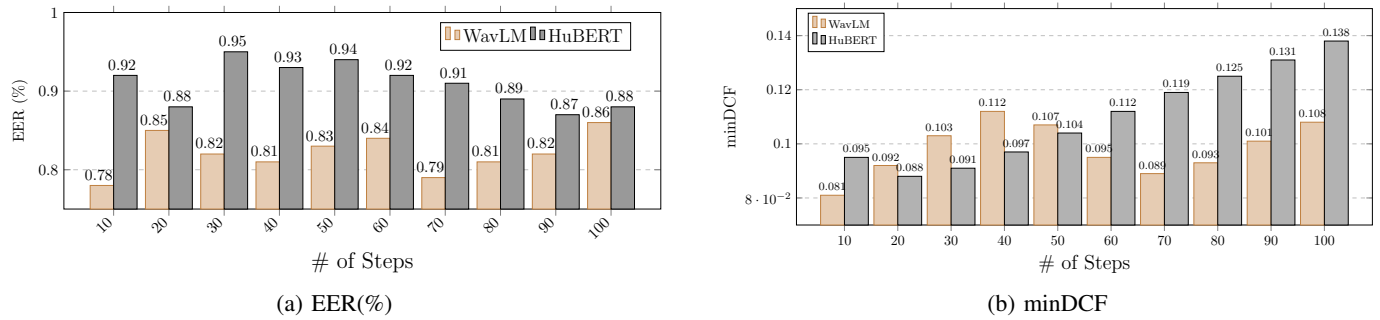 1
0.9
0.8
EER (%)
WavLM HuBERT
0.78 0.92 0.85 0.88 0.82 0.95 0.81 0.93 0.83 0.94 0.84 0.92 0.79 0.91 0.81 0.89 0.82 0.87 0.86 0.88
10 20 30 40 50 60 70 80 90 100
# of Steps
(a) EER(%)
0.14
0.12
0.1
8 · 10⁻²
minDCF
WavLM
HuBERT
0.081 0.095 0.092 0.088 0.103 0.091 0.112 0.097 0.107 0.104 0.095 0.112 0.089 0.119 0.093 0.125 0.101 0.131 0.108 0.138
10 20 30 40 50 60 70 80 90 100
# of Steps
(b) minDCF